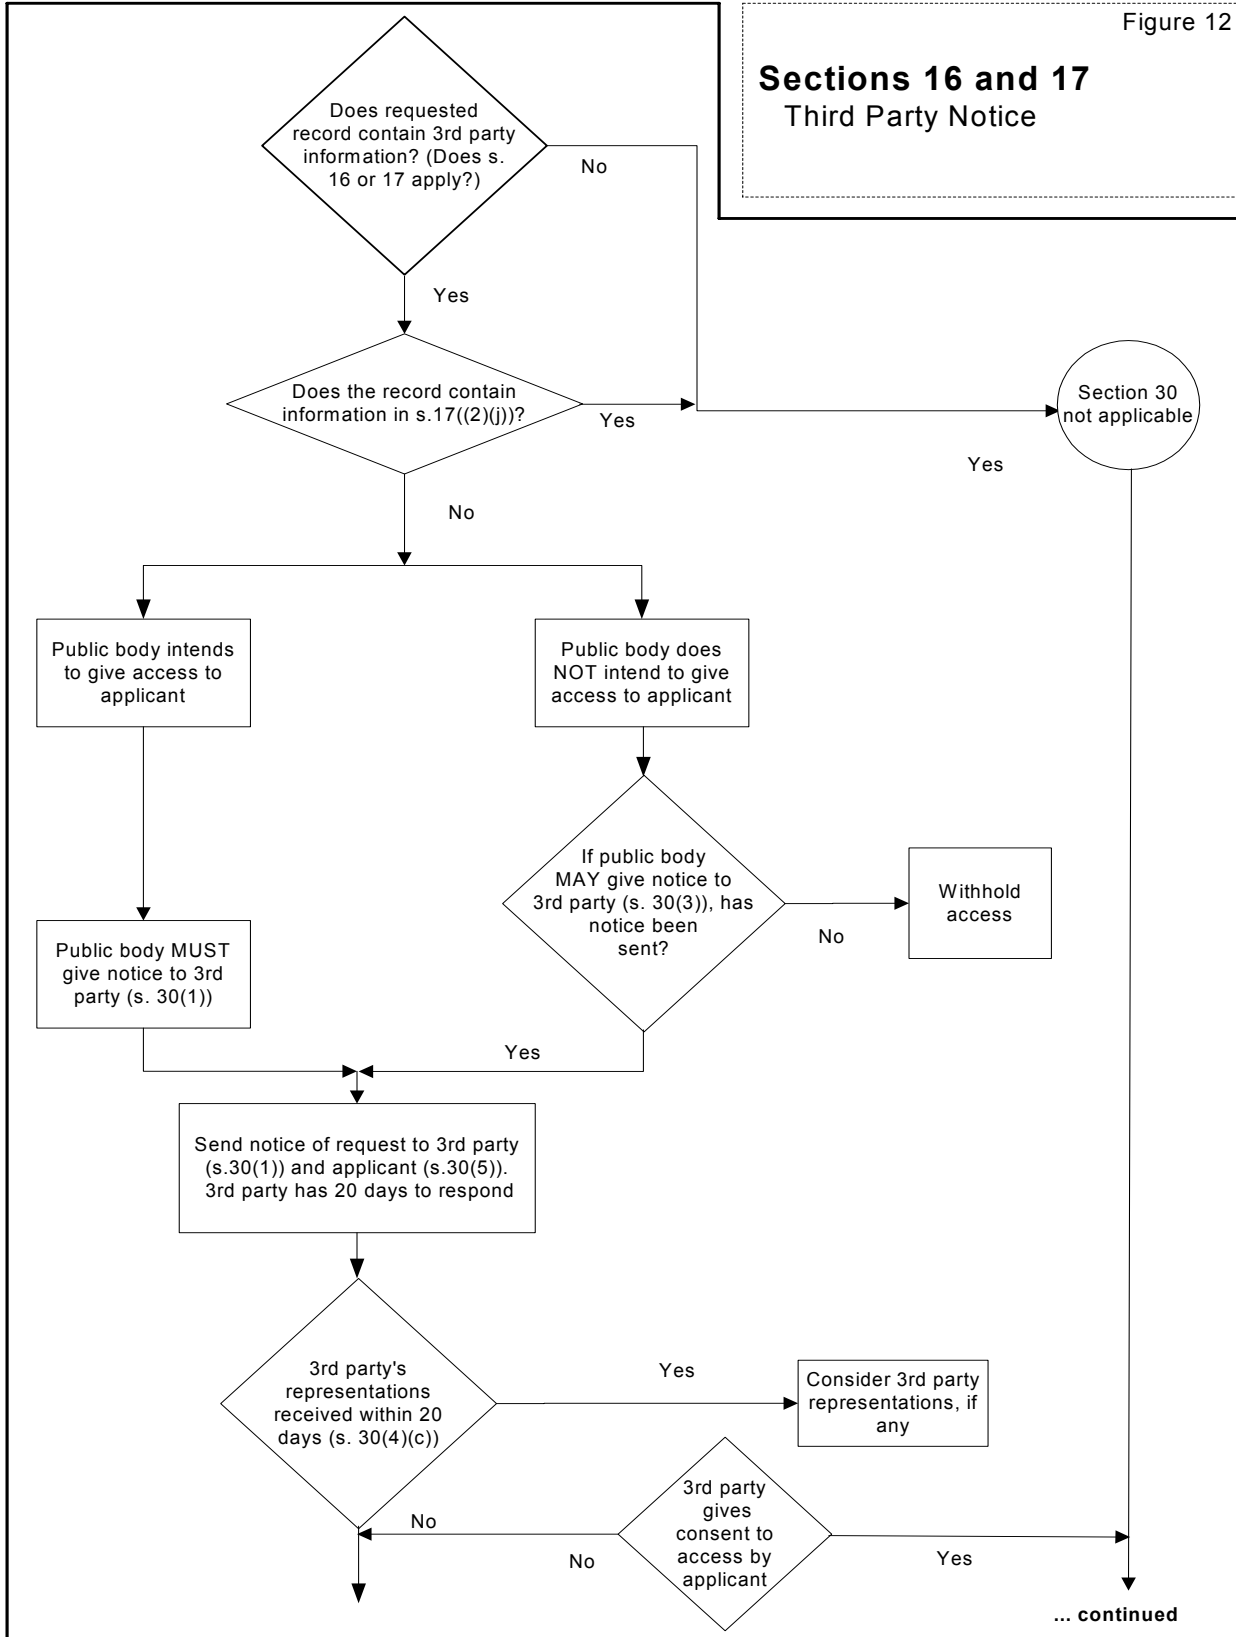 Figure 12
Sections 16 and 17
Third Party Notice
Does requested
record contain 3rd party
information? (Does s.
16 or 17 apply?)
No
Yes
Does the record contain
information in s.17((2)(j))?
Yes
Section 30
not applicable
Yes
No
Public body intends
to give access to
applicant
Public body does
NOT intend to give
access to applicant
If public body
MAY give notice to
3rd party (s. 30(3)), has
notice been
sent?
No
Withhold
access
Public body MUST
give notice to 3rd
party (s. 30(1))
Yes
Send notice of request to 3rd party
(s.30(1)) and applicant (s.30(5)).
3rd party has 20 days to respond
3rd party's
representations
received within 20
days (s. 30(4)(c))
Yes
Consider 3rd party
representations, if
any
3rd party
gives
consent to
access by
applicant
No
No
Yes
... continued